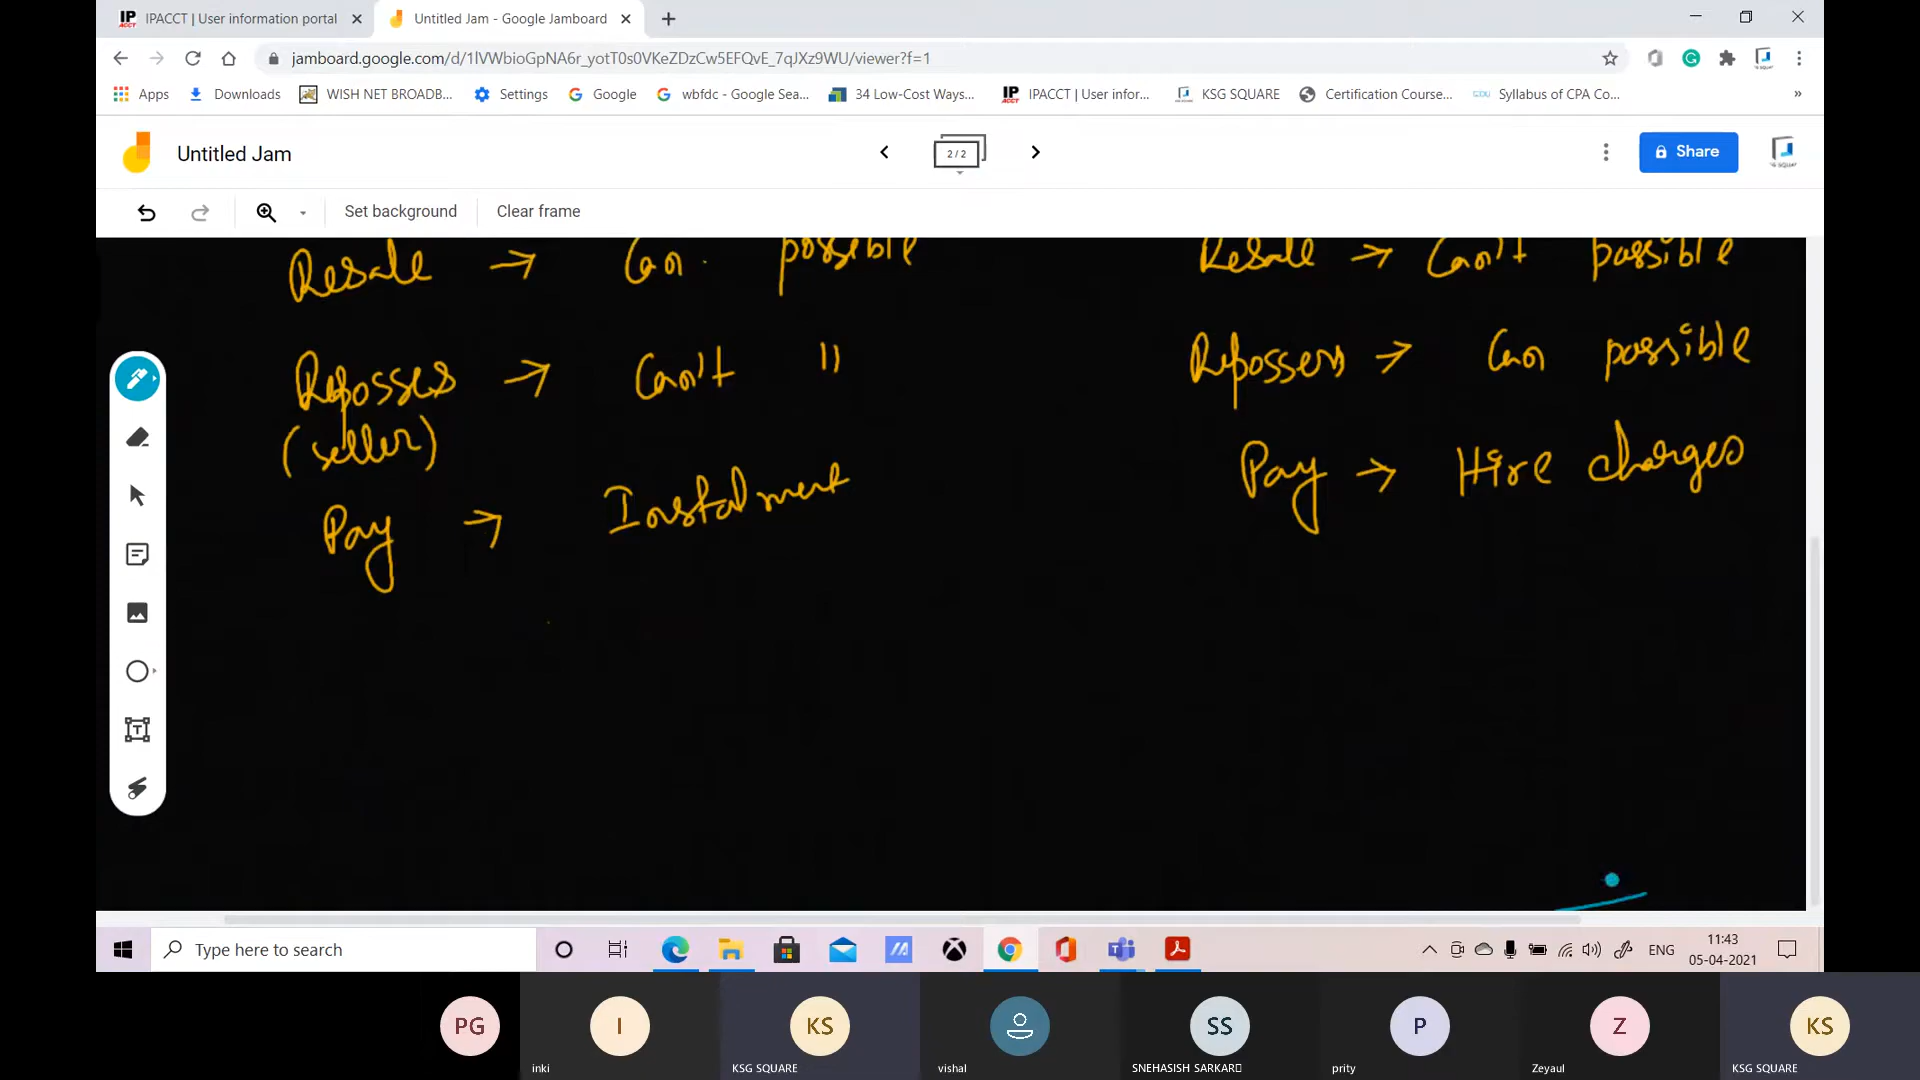 IPACCT | User information portal
Untitled Jam - Google Jamboard
jamboard.google.com/d/1lVWbioGpNA6r_yotT0s0VKeZDzCw5EFQvE_7qJXz9WU/viewer?f=1
Apps Downloads WISH NET BROADB... Settings Google wbfdc - Google Sea... 34 Low-Cost Ways... IPACCT | User infor... KSG SQUARE Certification Course... Syllabus of CPA Co... »
Untitled Jam
2 / 2
Share
Set background Clear frame
Resale → Can possible
Reposses → Can't "
(seller)
Pay → Instalment
Resale → Can't possible
Repossess → Can possible
Pay → Hire charges
Type here to search
ENG
11:43
05-04-2021
PG I KS SS P Z KS
inki KSG SQUARE vishal SNEHASISH SARKAR prity Zeyaul KSG SQUARE